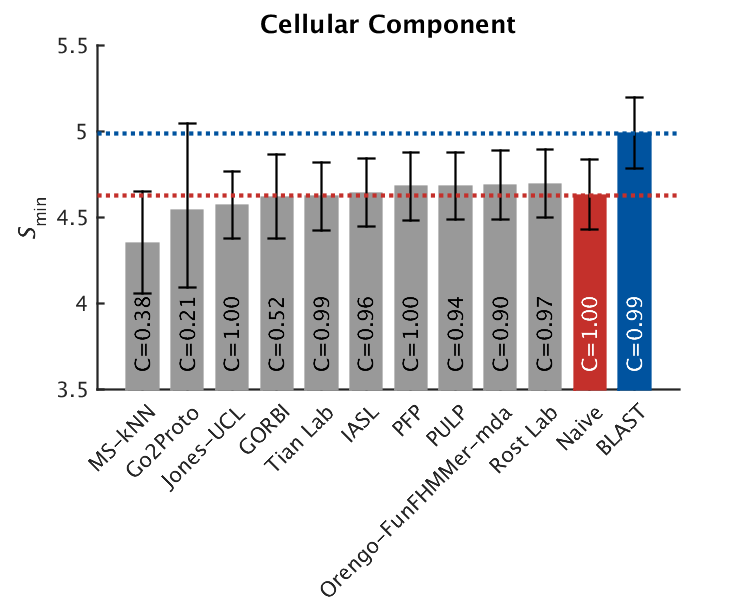 Cellular Component
5.5
5
4.5
4
3.5
Smin
C=0.38
C=0.21
C=1.00
C=0.52
C=0.99
C=0.96
C=1.00
C=0.94
C=0.90
C=0.97
C=1.00
C=0.99
MS-kNN
Go2Proto
Jones-UCL
GORBI
Tian Lab
IASL
PFP
PULP
Orengo-FunFHMMer-mda
Rost Lab
Naive
BLAST